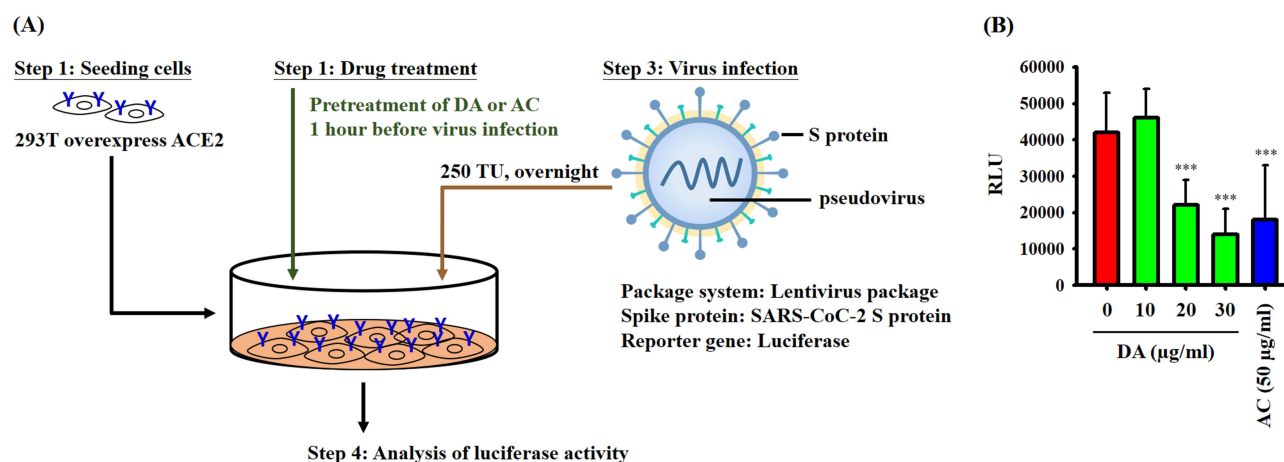 (A)
Step 1: Seeding cells
293T overexpress ACE2
Step 1: Drug treatment
Pretreatment of DA or AC
1 hour before virus infection
Step 3: Virus infection
S protein
250 TU, overnight
pseudovirus
Package system: Lentivirus package
Spike protein: SARS-CoC-2 S protein
Reporter gene: Luciferase
Step 4: Analysis of luciferase activity
(B)
60000
50000
40000
30000
20000
10000
0
RLU
***
***
***
0 10 20 30
DA (µg/ml)
AC (50 µg/ml)